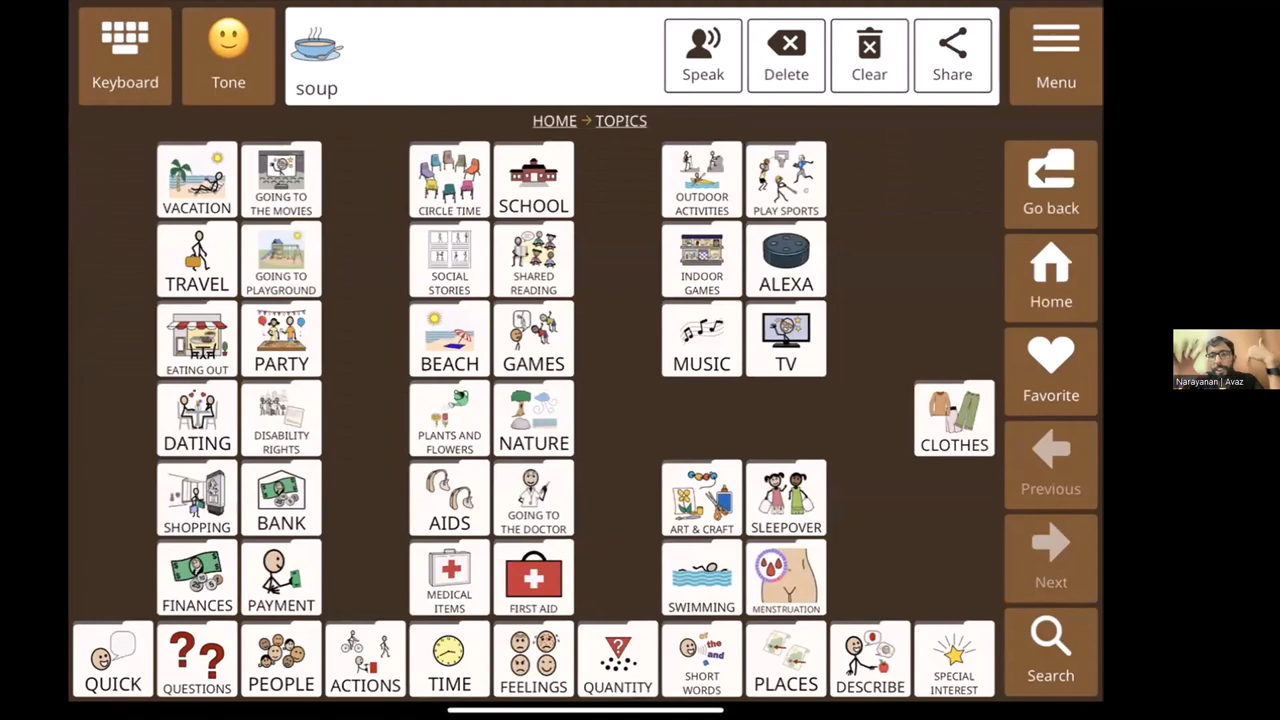 Keyboard
Tone
soup
Speak
Delete
Clear
Share
Menu
HOME → TOPICS
VACATION
GOING TO
THE MOVIES
CIRCLE TIME
SCHOOL
OUTDOOR
ACTIVITIES
PLAY SPORTS
Go back
TRAVEL
GOING TO
PLAYGROUND
SOCIAL
STORIES
SHARED
READING
INDOOR
GAMES
ALEXA
Home
EATING OUT
PARTY
BEACH
GAMES
MUSIC
TV
Favorite
DATING
DISABILITY
RIGHTS
PLANTS AND
FLOWERS
NATURE
CLOTHES
Previous
SHOPPING
BANK
AIDS
GOING TO
THE DOCTOR
ART & CRAFT
SLEEPOVER
Next
FINANCES
PAYMENT
MEDICAL
ITEMS
FIRST AID
SWIMMING
MENSTRUATION
Search
QUICK
QUESTIONS
PEOPLE
ACTIONS
TIME
FEELINGS
QUANTITY
or the and
SHORT
WORDS
PLACES
DESCRIBE
SPECIAL
INTEREST
Narayanan | Avaz